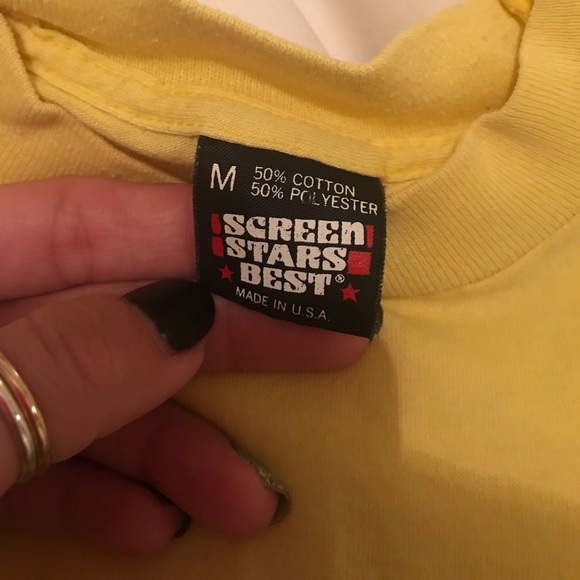 M 50% COTTON
50% POLYESTER
SCREEN
STARS
BEST®
MADE IN U.S.A.